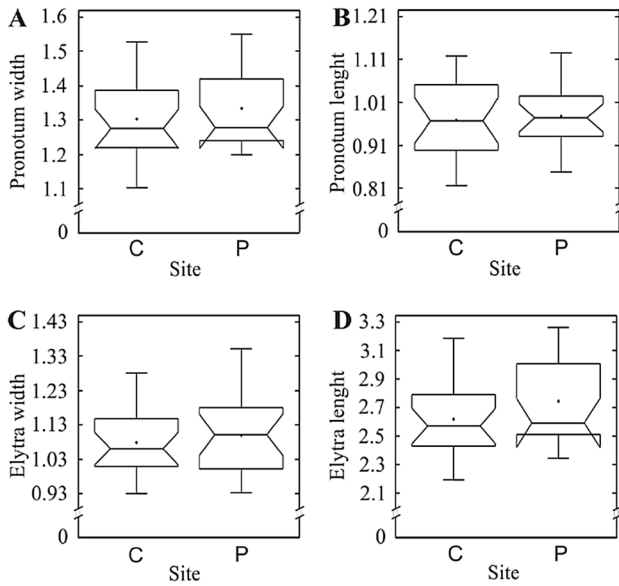 A
Pronotum width
1.6
1.5
1.4
1.3
1.2
1.1
0
C P
Site
B
Pronotum lenght
1.21
1.11
1.01
0.91
0.81
0
C P
Site
C
Elytra width
1.43
1.33
1.23
1.13
1.03
0.93
0
C P
Site
D
Elytra lenght
3.3
3.1
2.9
2.7
2.5
2.3
2.1
0
C P
Site